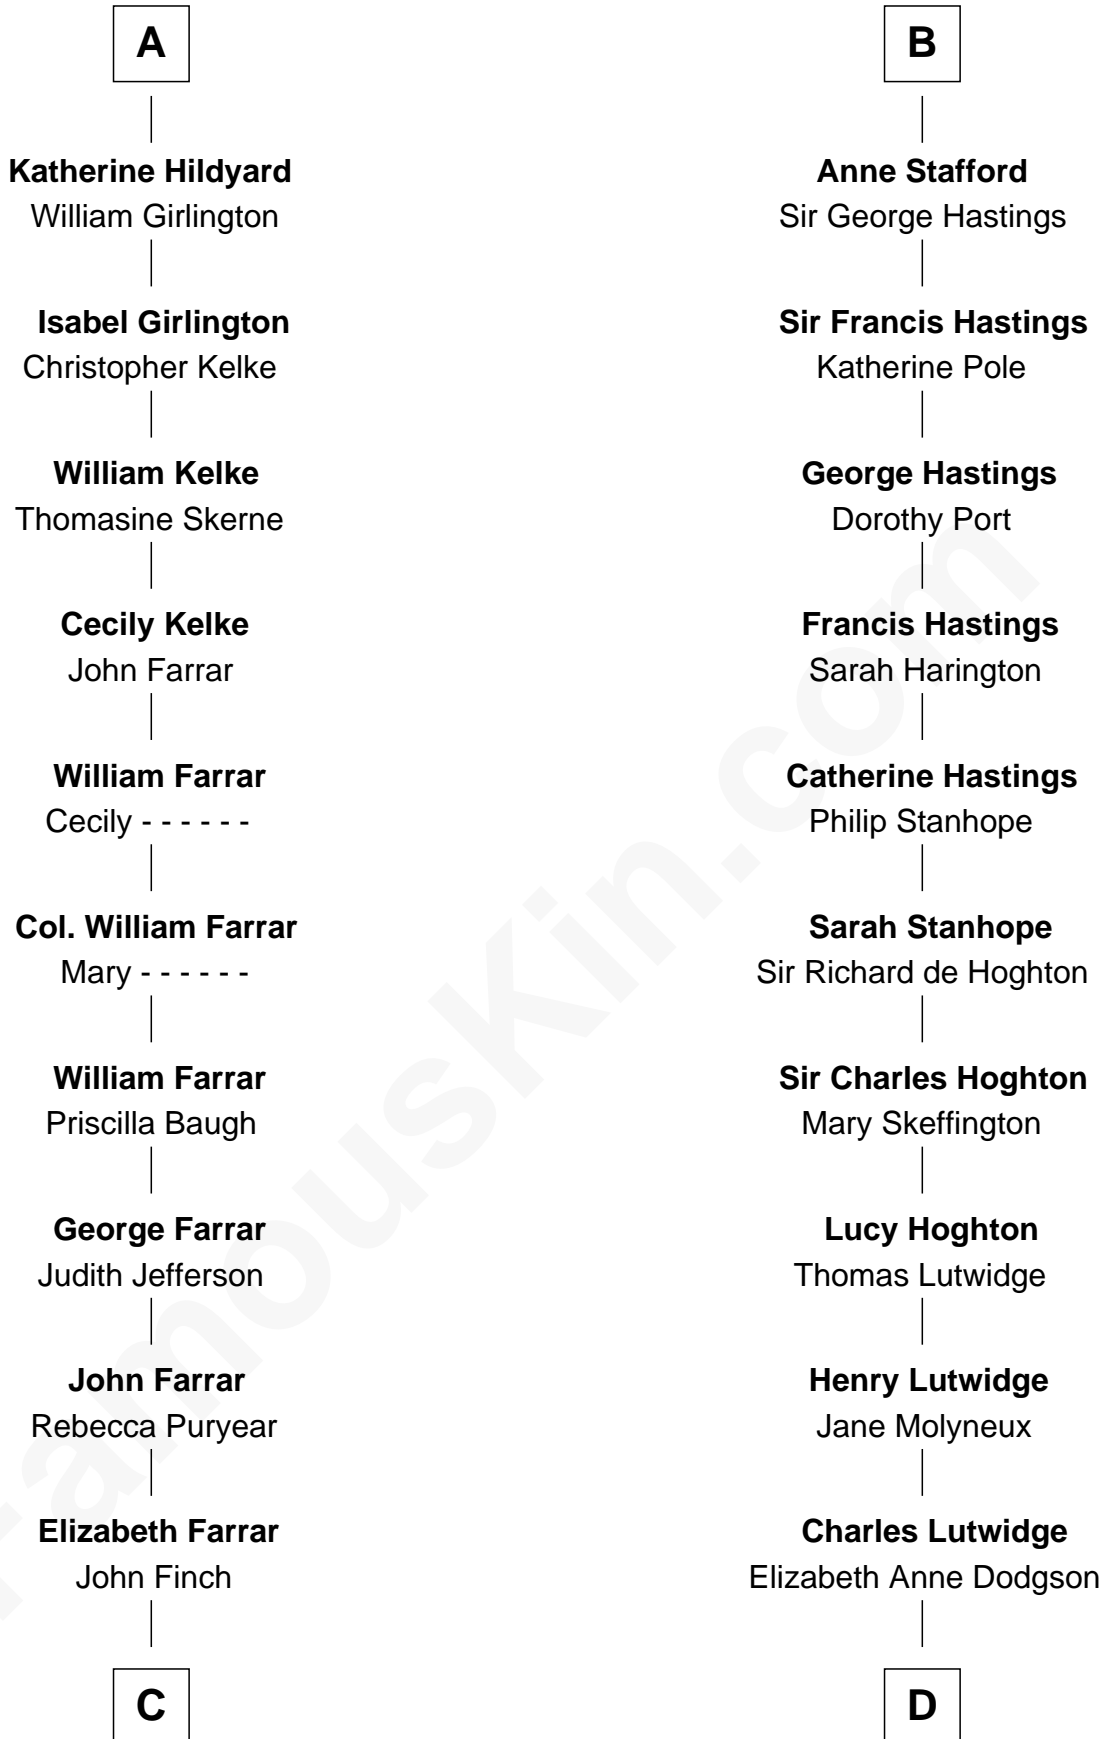 A
Katherine Hildyard
William Girlington
Isabel Girlington
Christopher Kelke
William Kelke
Thomasine Skerne
Cecily Kelke
John Farrar
William Farrar
Cecily - - - - - -
Col. William Farrar
Mary - - - - - -
William Farrar
Priscilla Baugh
George Farrar
Judith Jefferson
John Farrar
Rebecca Puryear
Elizabeth Farrar
John Finch
C
B
Anne Stafford
Sir George Hastings
Sir Francis Hastings
Katherine Pole
George Hastings
Dorothy Port
Francis Hastings
Sarah Harington
Catherine Hastings
Philip Stanhope
Sarah Stanhope
Sir Richard de Hoghton
Sir Charles Hoghton
Mary Skeffington
Lucy Hoghton
Thomas Lutwidge
Henry Lutwidge
Jane Molyneux
Charles Lutwidge
Elizabeth Anne Dodgson
D
FamousKin.com